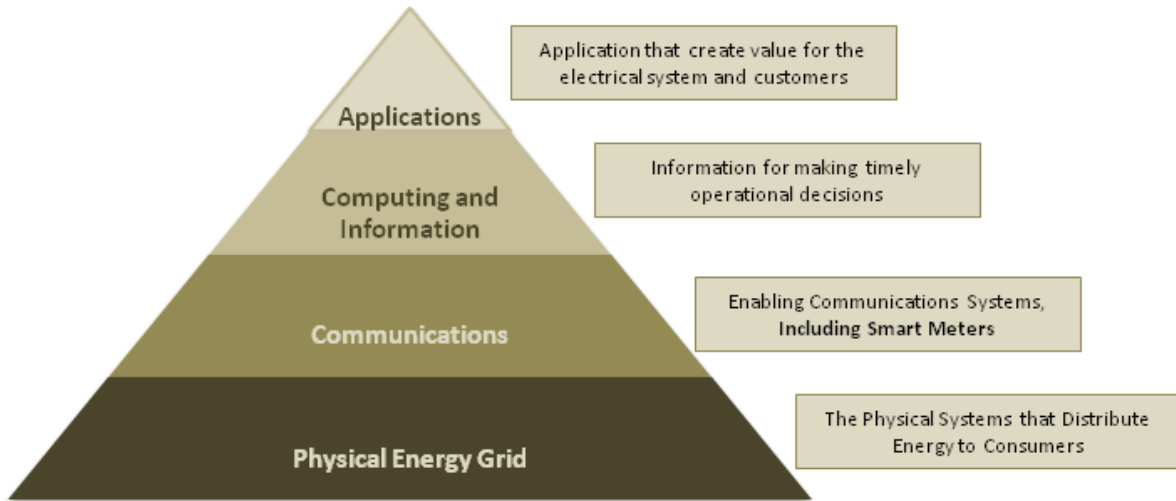 Application that create value for the
electrical system and customers
Applications
Information for making timely
operational decisions
Computing and
Information
Enabling Communications Systems,
Including Smart Meters
Communications
The Physical Systems that Distribute
Energy to Consumers
Physical Energy Grid